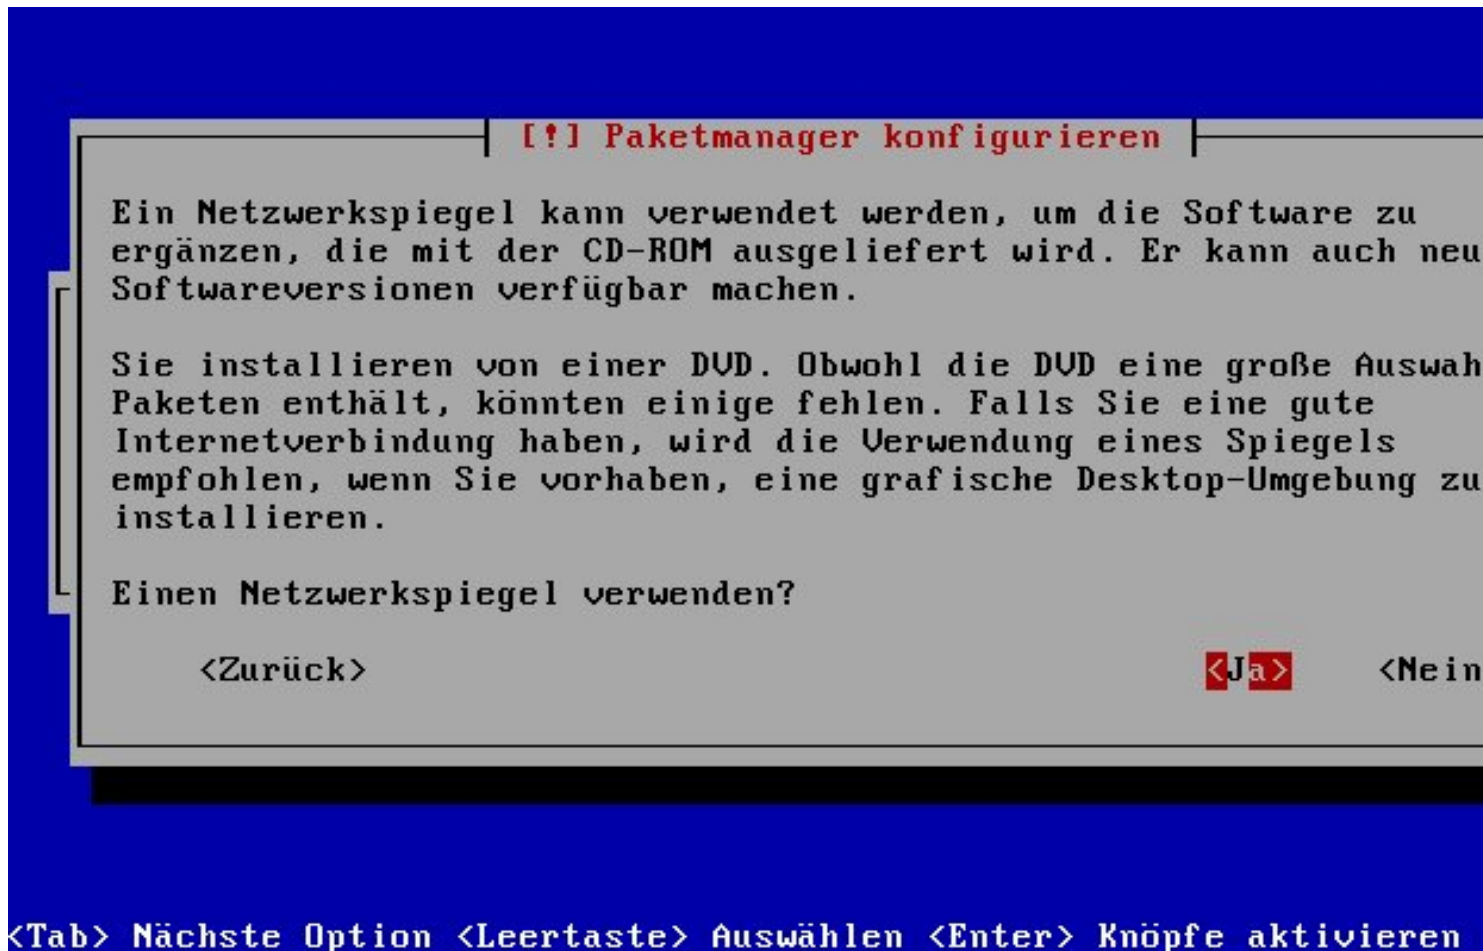 [!] Paketmanager konfigurieren
Ein Netzwerkspiegel kann verwendet werden, um die Software zu
ergänzen, die mit der CD-ROM ausgeliefert wird. Er kann auch neu
Softwareversionen verfügbar machen.
Sie installieren von einer DVD. Obwohl die DVD eine große Auswah
Paketen enthält, könnten einige fehlen. Falls Sie eine gute
Internetverbindung haben, wird die Verwendung eines Spiegels
empfohlen, wenn Sie vorhaben, eine grafische Desktop-Umgebung zu
installieren.
Einen Netzwerkspiegel verwenden?
<Zurück> <Ja> <Nein
<Tab> Nächste Option <Leertaste> Auswählen <Enter> Knöpfe aktivieren